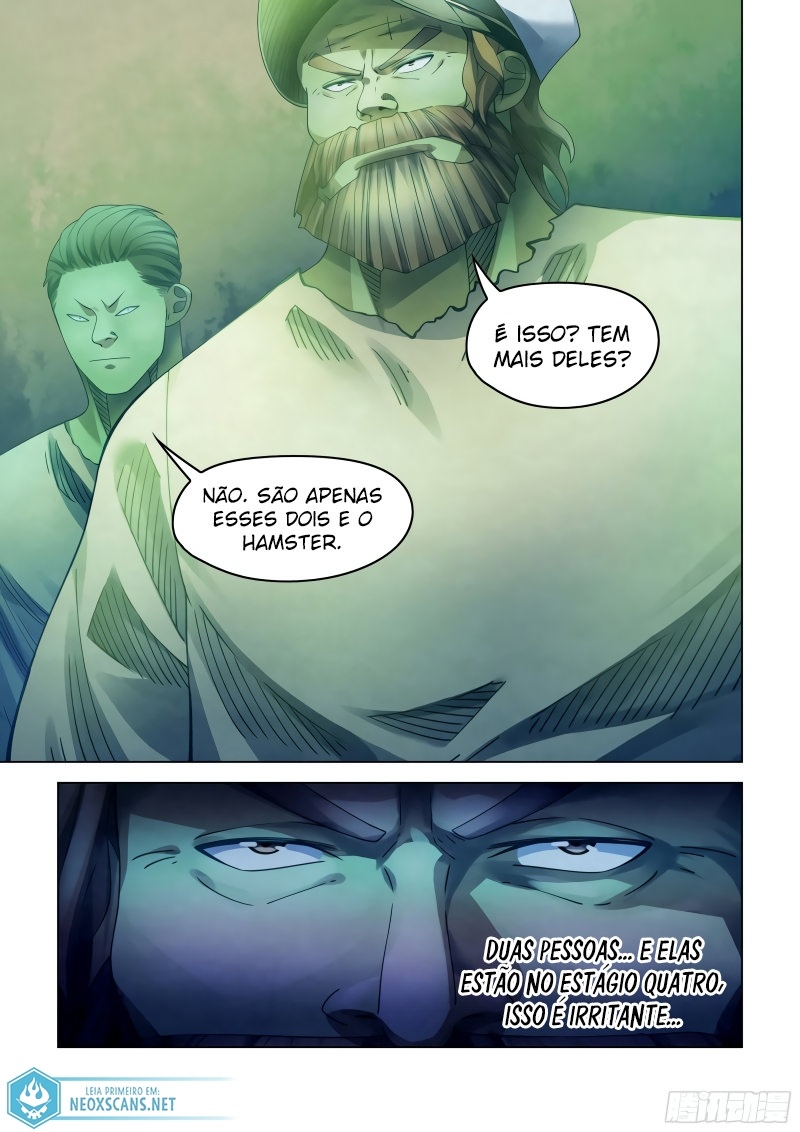 É ISSO? TEM
MAIS DELES?
NÃO. SÃO APENAS
ESSES DOIS E O
HAMSTER.
DUAS PESSOAS... E ELAS
ESTÃO NO ESTÁGIO QUATRO,
ISSO É IRRITANTE...
LEIA PRIMEIRO EM:
NEOXSCANS.NET
腾讯动漫